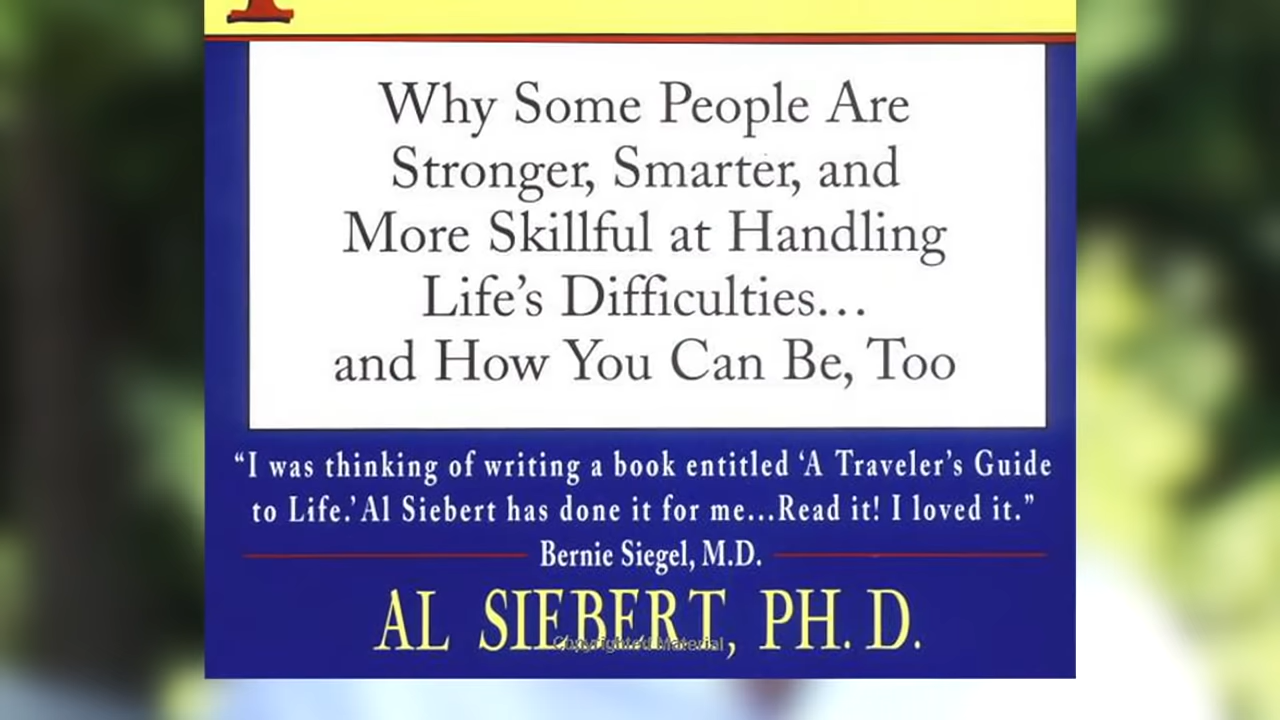 Why Some People Are
Stronger, Smarter, and
More Skillful at Handling
Life’s Difficulties...
and How You Can Be, Too
“I was thinking of writing a book entitled ‘A Traveler’s Guide
to Life.’ Al Siebert has done it for me...Read it! I loved it.”
Bernie Siegel, M.D.
AL SIEBERT, PH. D.
Copyrighted Material